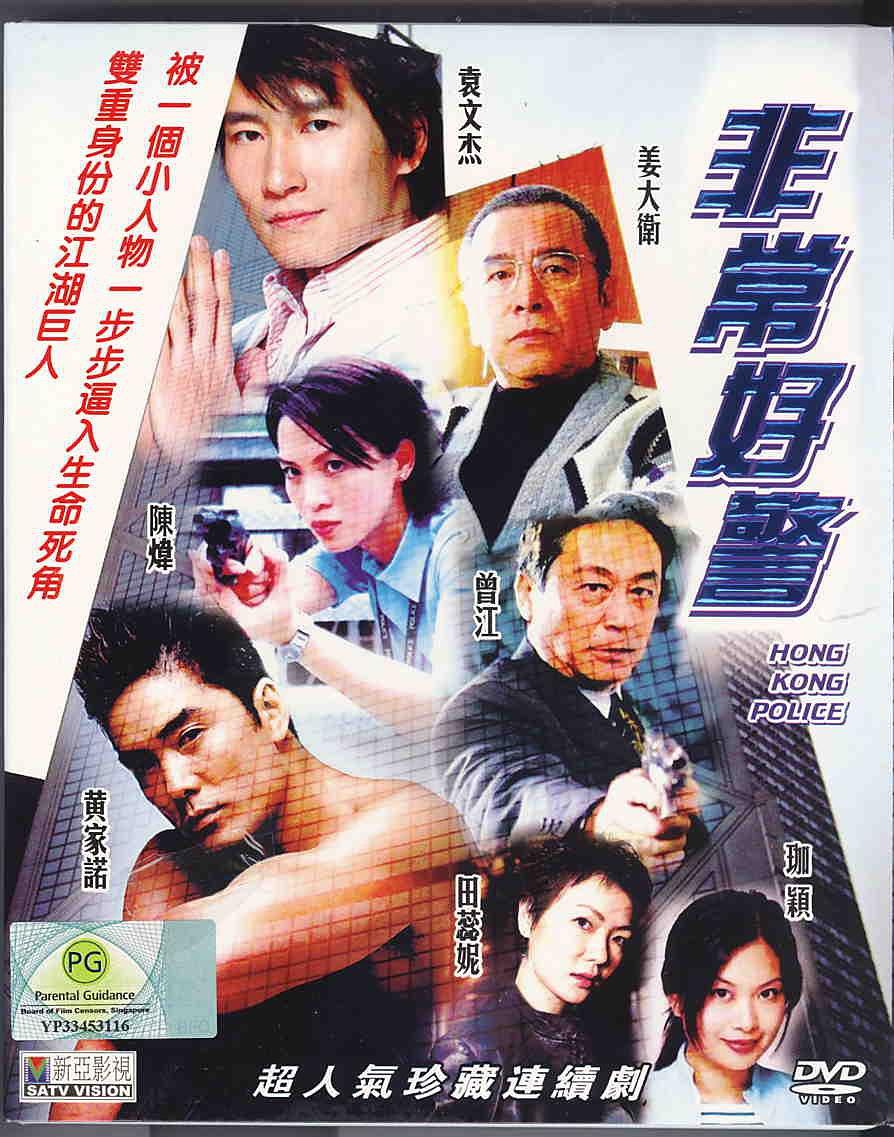 被一個小人物一步步逼入生命死角
雙重身份的江湖巨人
袁文杰
姜大衛
非常好警
HONG
KONG
POLICE
陳煒
曾江
黄家諾
田蕊妮
珈穎
PG
Parental Guidance
Board of Film Censors, Singapore
YP33453116
新亞影視
SATV VISION
超人氣珍藏連續劇
DVD
VIDEO